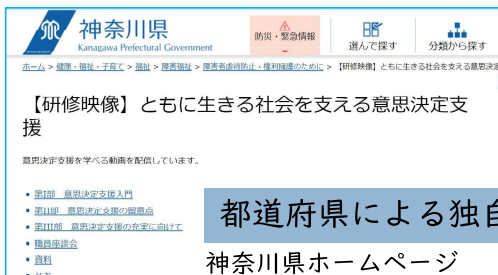 神奈川県
Kanagawa Prefectural Government
防災・緊急情報
選んで探す
分類から探す
ホーム > 健康・福祉・子育て > 福祉 > 障害福祉 > 障害者虐待防止・権利擁護のために > 【研修映像】ともに生きる社会を支える意思決定
【研修映像】ともに生きる社会を支える意思決定支
援
意思決定支援を学べる動画を配信しています。
• 第I部 意思決定支援入門
• 第II部 意思決定支援の留意点
• 第III部 意思決定支援の充実に向けて
• 職員座談会
• 資料
都道府県による独自
神奈川県ホームページ